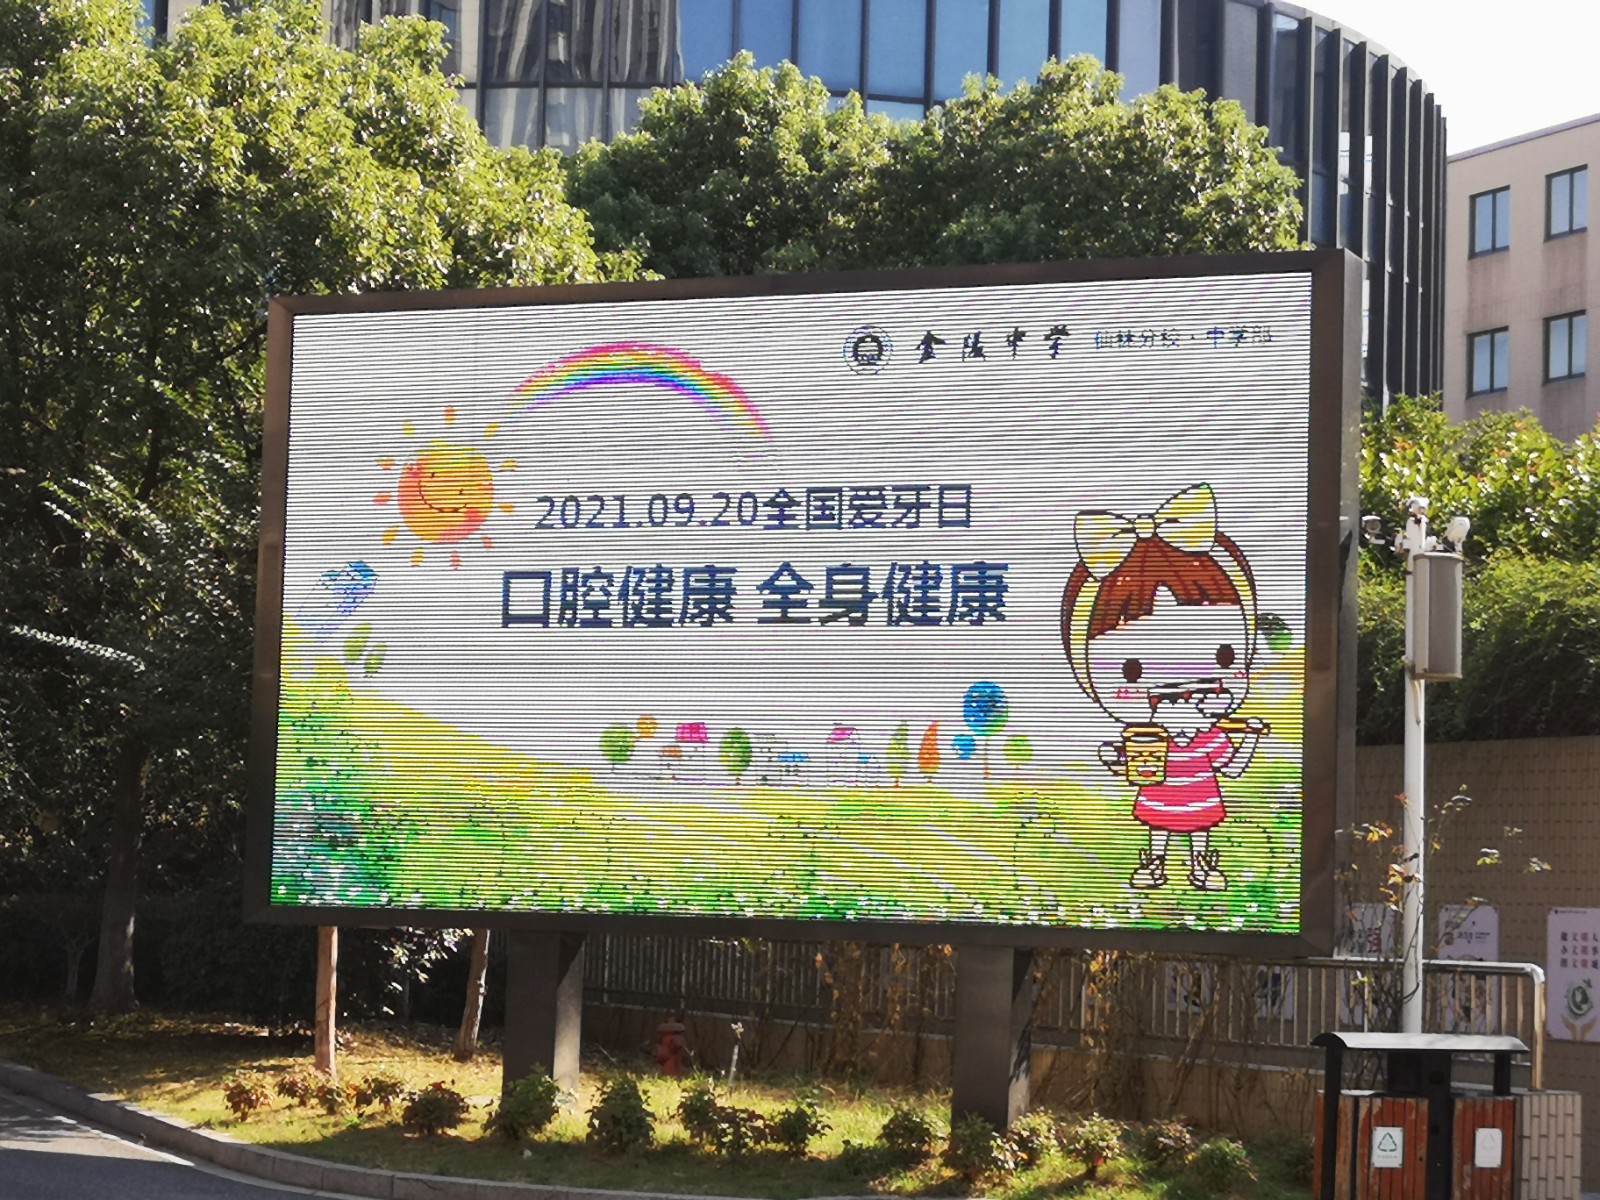 金陵中学 仙林分校·中学部
2021.09.20全国爱牙日
口腔健康 全身健康